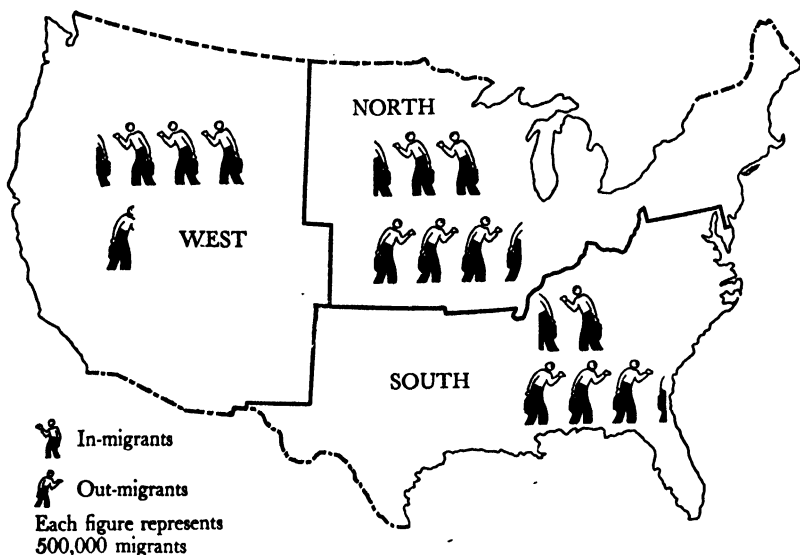 NORTH
WEST
SOUTH
In-migrants
Out-migrants
Each figure represents
500,000 migrants